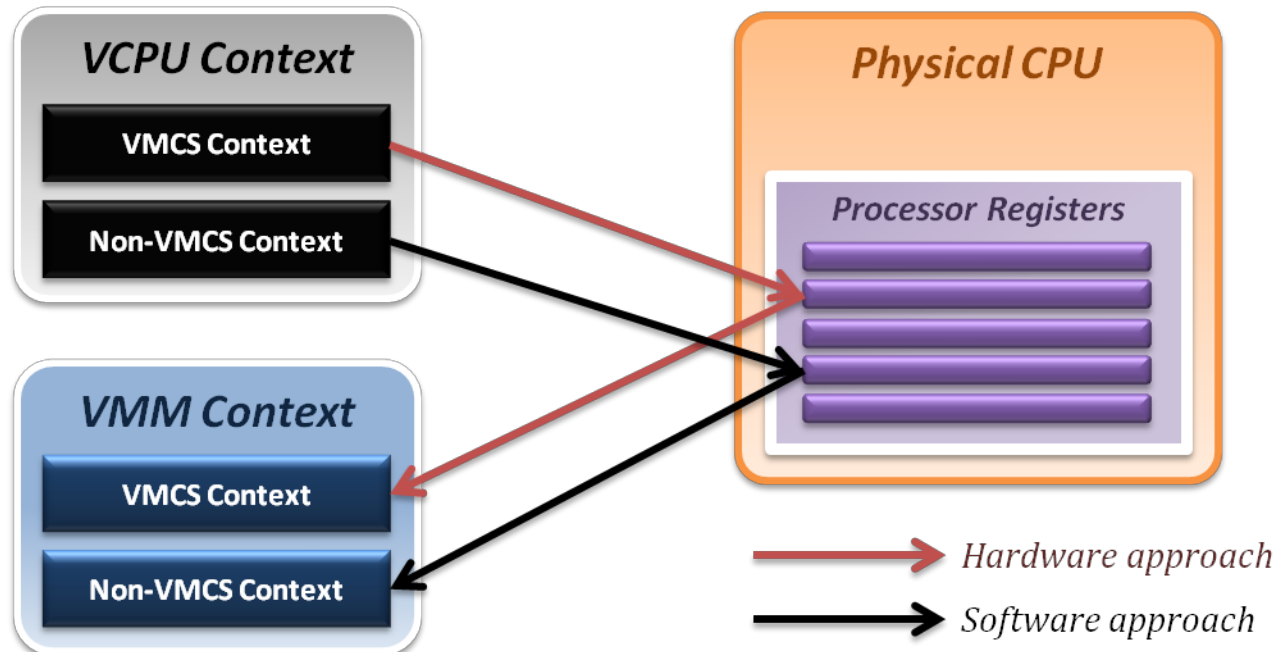 VCPU Context
VMCS Context
Non-VMCS Context
VMM Context
VMCS Context
Non-VMCS Context
Physical CPU
Processor Registers
Hardware approach
Software approach